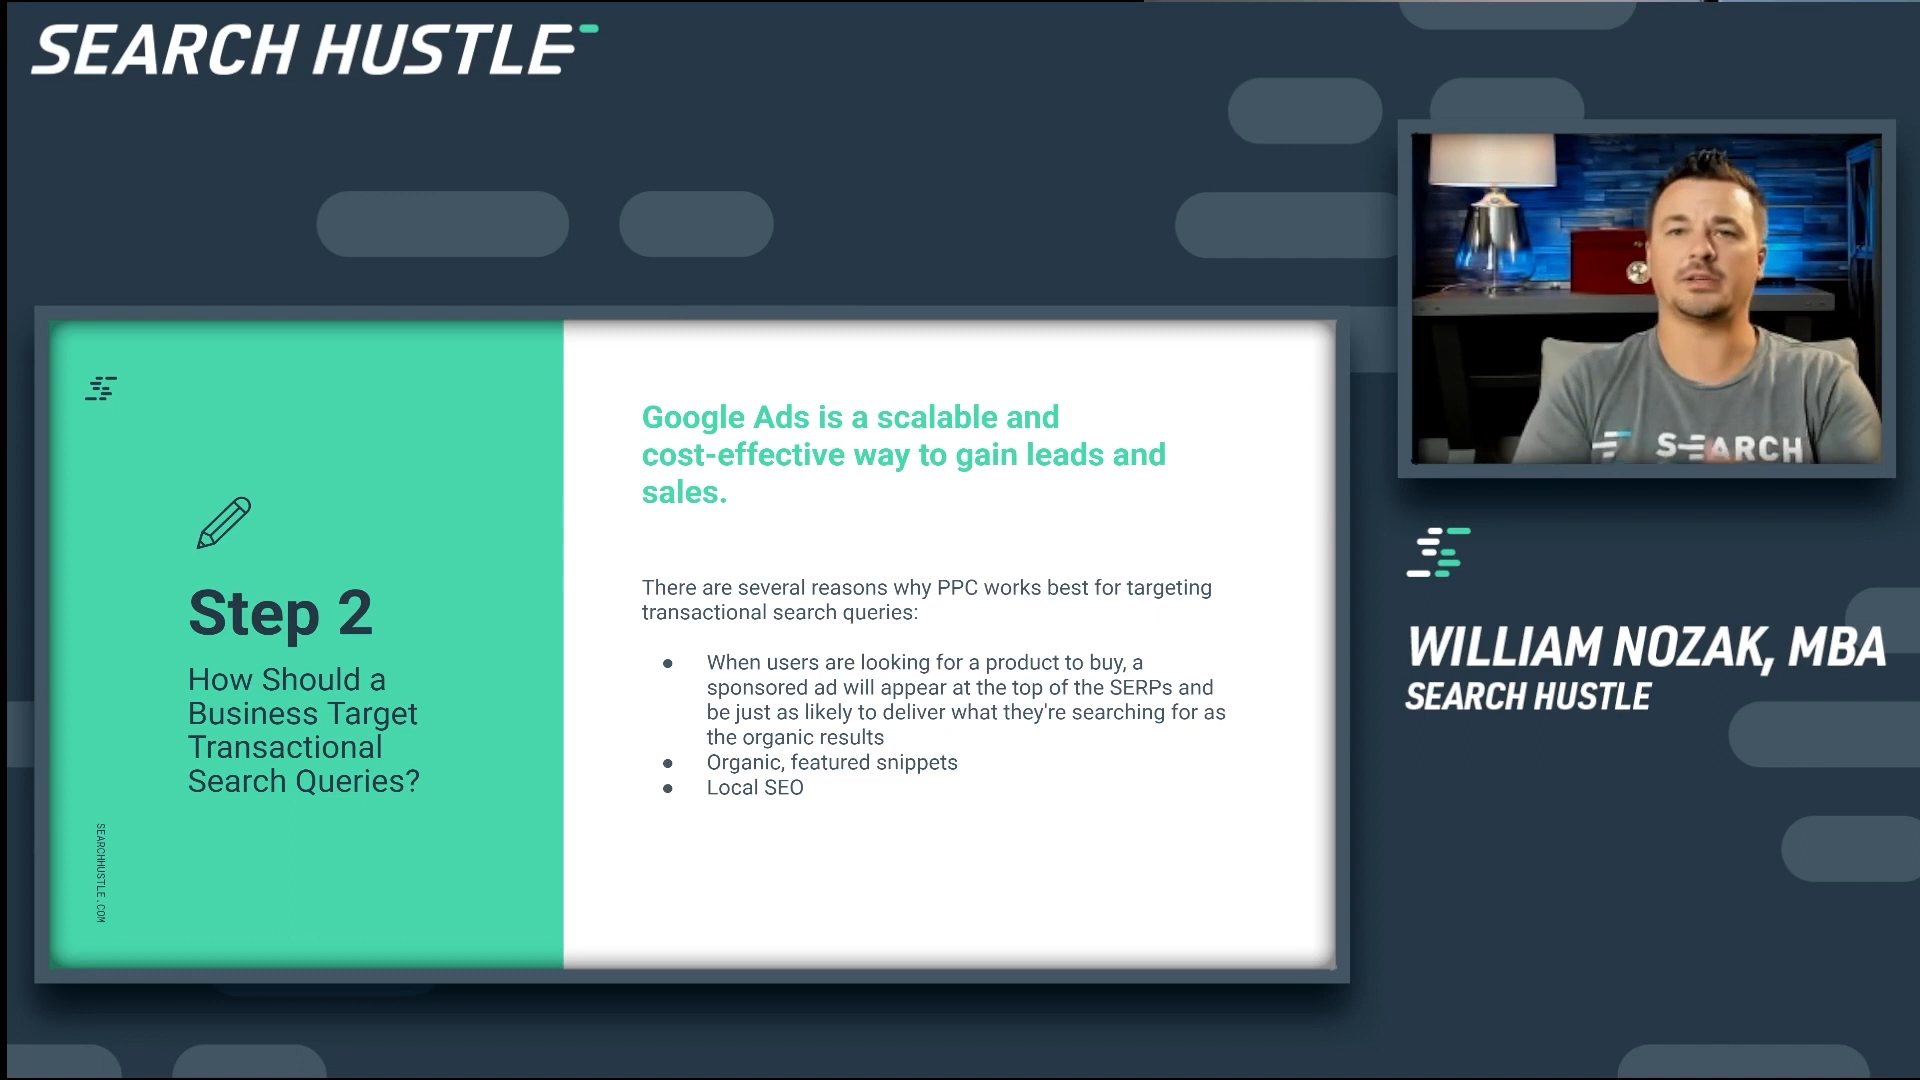 SEARCH HUSTLE
Step 2
How Should a
Business Target
Transactional
Search Queries?
SEARCHHUSTLE.COM
Google Ads is a scalable and
cost-effective way to gain leads and
sales.
There are several reasons why PPC works best for targeting
transactional search queries:
● When users are looking for a product to buy, a
sponsored ad will appear at the top of the SERPs and
be just as likely to deliver what they're searching for as
the organic results
● Organic, featured snippets
● Local SEO
SEARCH
WILLIAM NOZAK, MBA
SEARCH HUSTLE